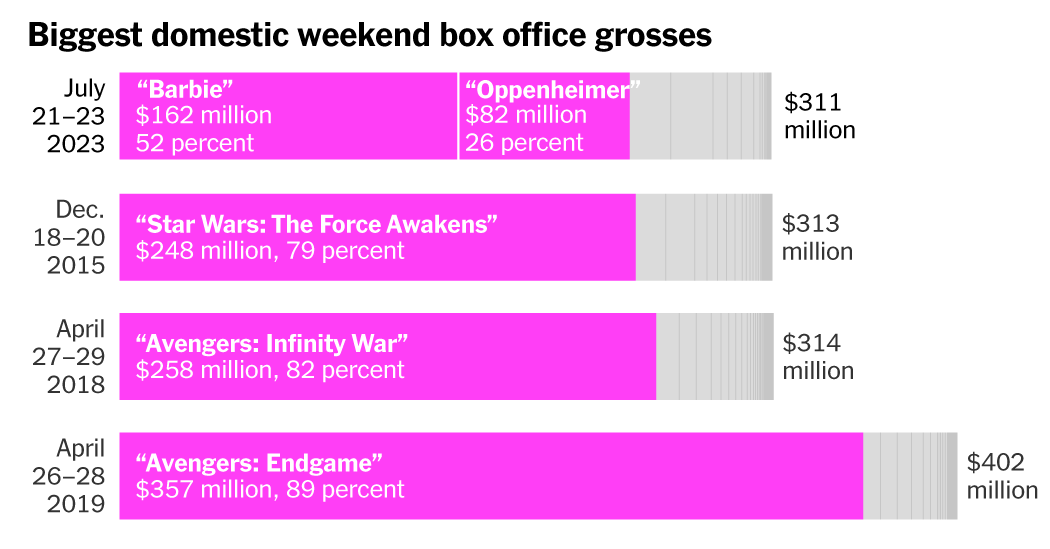 Biggest domestic weekend box office grosses
July
21–23
2023
“Barbie”
$162 million
52 percent
“Oppenheimer”
$82 million
26 percent
$311
million
Dec.
18–20
2015
“Star Wars: The Force Awakens”
$248 million, 79 percent
$313
million
April
27–29
2018
“Avengers: Infinity War”
$258 million, 82 percent
$314
million
April
26–28
2019
“Avengers: Endgame”
$357 million, 89 percent
$402
million